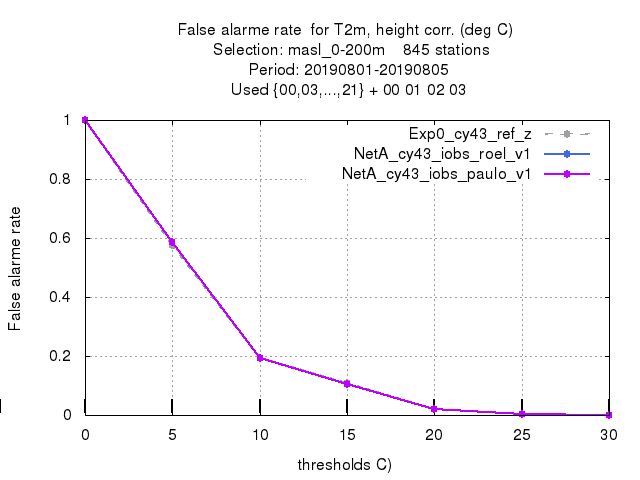 False alarme rate  for T2m, height corr. (deg C)
Selection: masl_0-200m    845 stations
Period: 20190801-20190805
Used {00,03,...,21} + 00 01 02 03
Exp0_cy43_ref_z
NetA_cy43_iobs_roel_v1
NetA_cy43_iobs_paulo_v1
False alarme rate
1
0.8
0.6
0.4
0.2
0
0 5 10 15 20 25 30
thresholds C)